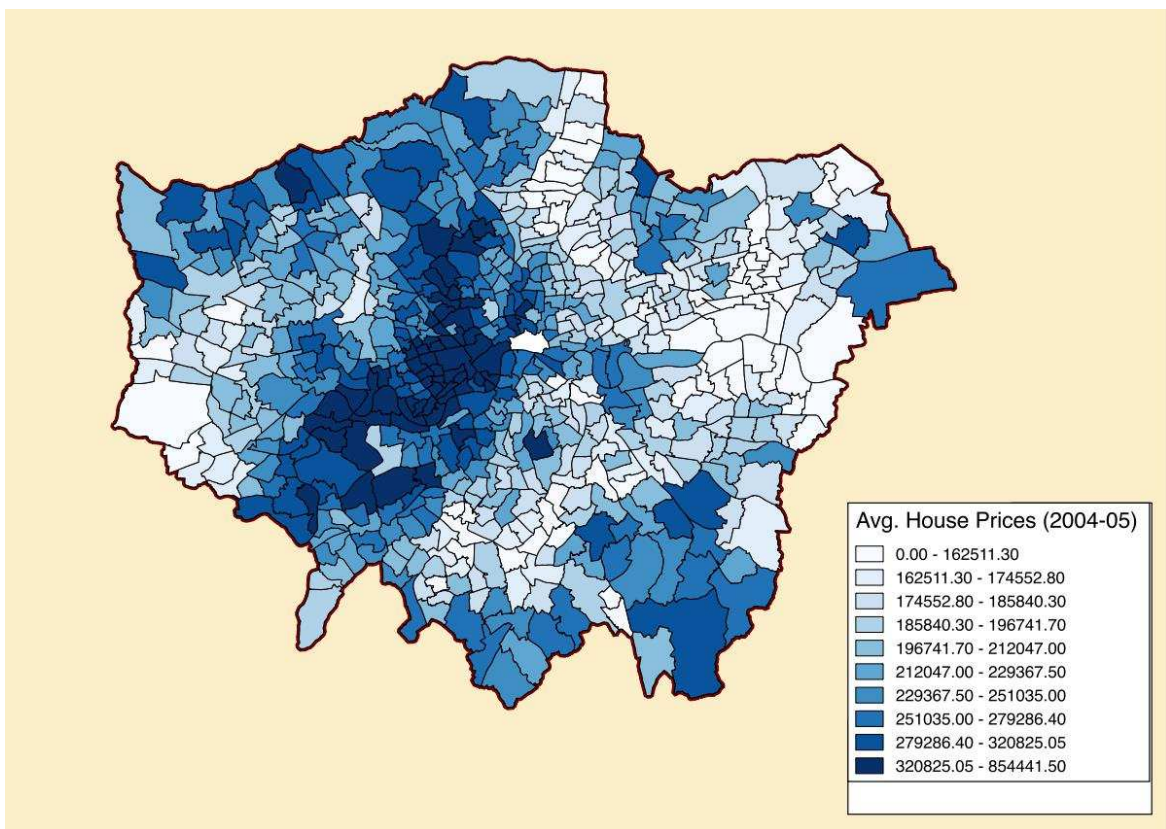 Avg. House Prices (2004-05)
0.00 - 162511.30
162511.30 - 174552.80
174552.80 - 185840.30
185840.30 - 196741.70
196741.70 - 212047.00
212047.00 - 229367.50
229367.50 - 251035.00
251035.00 - 279286.40
279286.40 - 320825.05
320825.05 - 854441.50